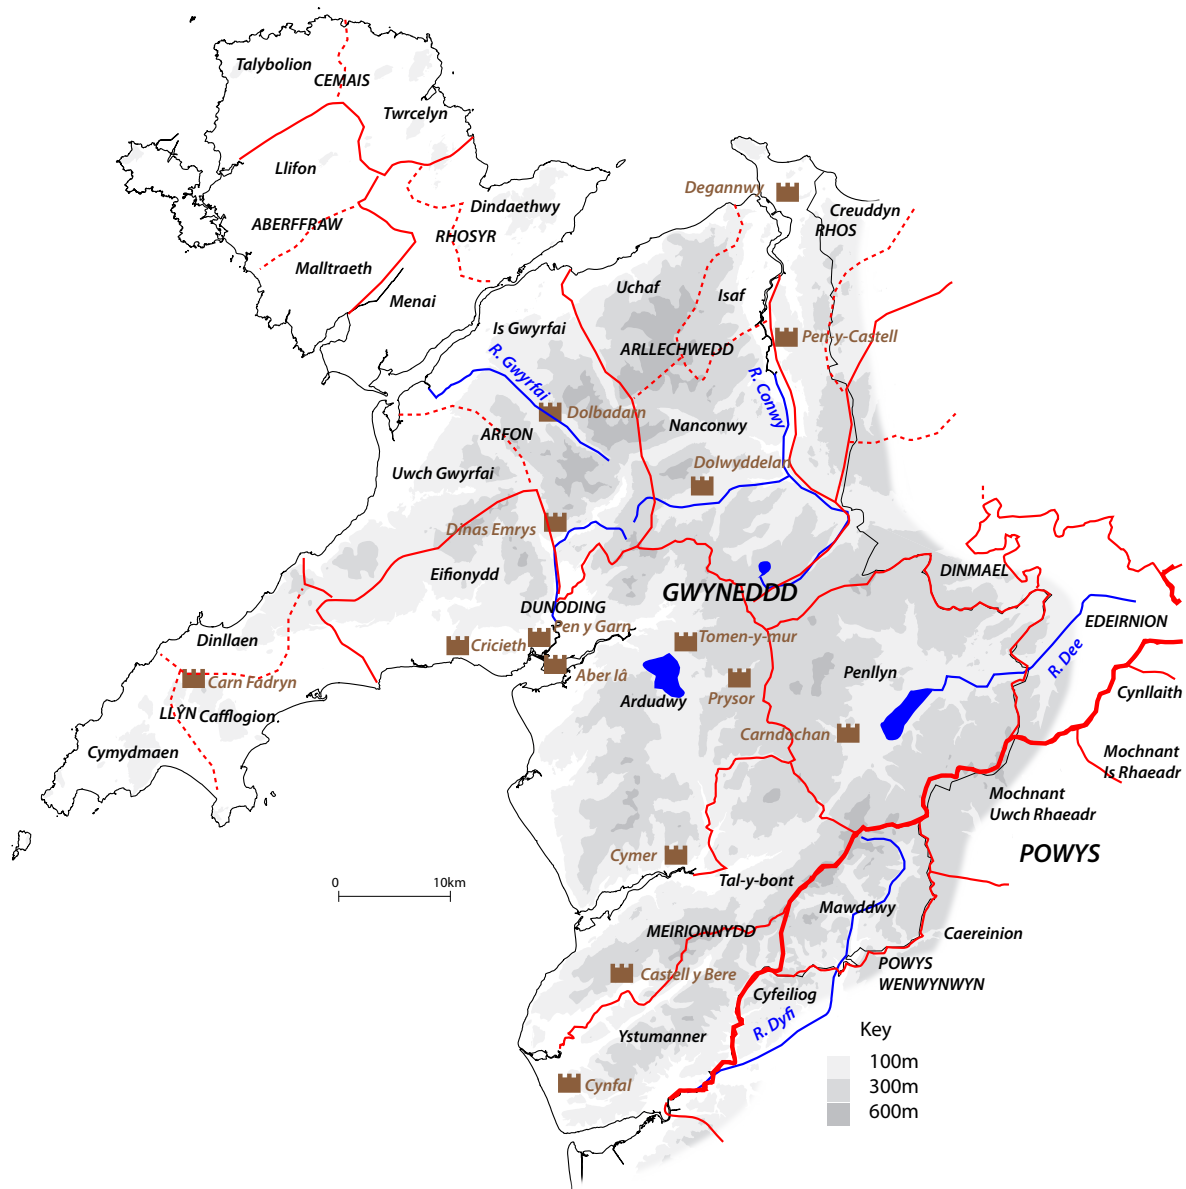 Talybolion
CEMAIS
Twrcelyn
Llifon
Degannwy
Dindaethwy
Creuddyn
ABERFFRAW
RHOS
RHOSYR
Malltraeth
Uchaf
Isaf
Menai
Is Gwyrfai
Pen-y-Castell
ARLLECHWEDD
R. Gwyrfai
R. Conwy
Dolbadarn
Nanconwy
ARFON
Dolwyddelan
Uwch Gwyrfai
Dinas Emrys
Eifionydd
DINMAEL
GWYNEDDD
DUNODING
Pen y Garn
EDEIRNION
Dinllaen
Cricieth
Tomen-y-mur
R. Dee
Aber Iâ
Penllyn
Carn Fadryn
Ardudwy
Prysor
Cynllaith
LLŶN
Cafflogion.
Carndochan
Cymydmaen
Mochnant
Is Rhaeadr
Mochnant
Uwch Rhaeadr
POWYS
Cymer
0
10km
Tal-y-bont
Mawddwy
MEIRIONNYDD
Caereinion
Castell y Bere
POWYS
WENWYNWYN
Cyfeiliog
R. Dyfi
Ystumanner
Key
100m
Cynfal
300m
600m